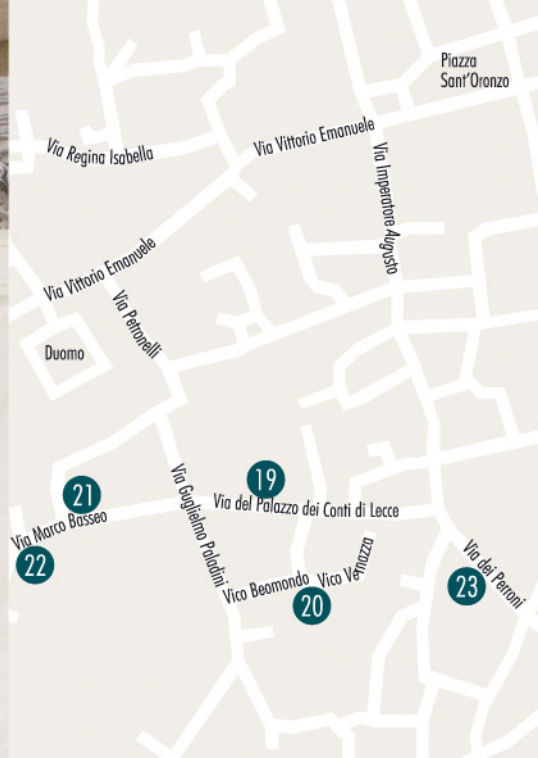 Piazza
Sant'Oronzo
Via Vittorio Emanuele
Via Regina Isabella
Via Imperatore Augusto
Via Vittorio Emanuele
Via Petronelli
Duomo
19
21
Via del Palazzo dei Conti di Lecce
Via Marco Basseo
Via Guglielmo Paladini
22
Vico Beomondo
Vico Vernazza
20
Via dei Perroni
23